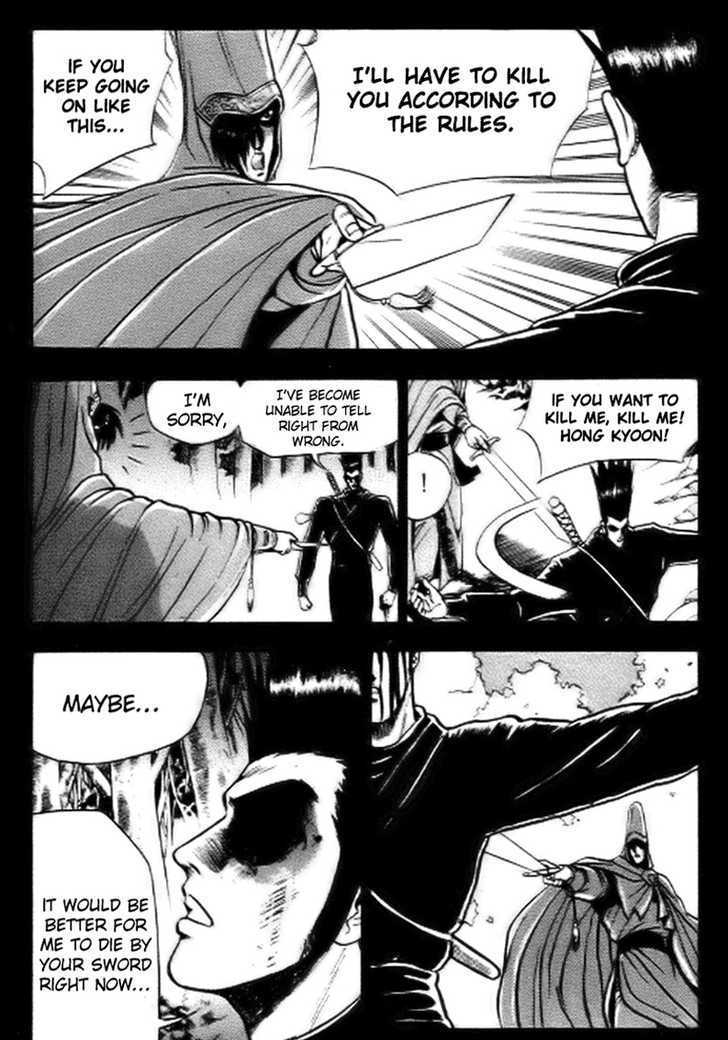 IF YOU
KEEP GOING
ON LIKE
THIS...
I'LL HAVE TO KILL
YOU ACCORDING TO
THE RULES.
I'M
SORRY,
I'VE BECOME
UNABLE TO TELL
RIGHT FROM
WRONG.
IF YOU WANT TO
KILL ME, KILL ME!
HONG KYOON!
!
MAYBE...
IT WOULD BE
BETTER FOR
ME TO DIE BY
YOUR SWORD
RIGHT NOW...